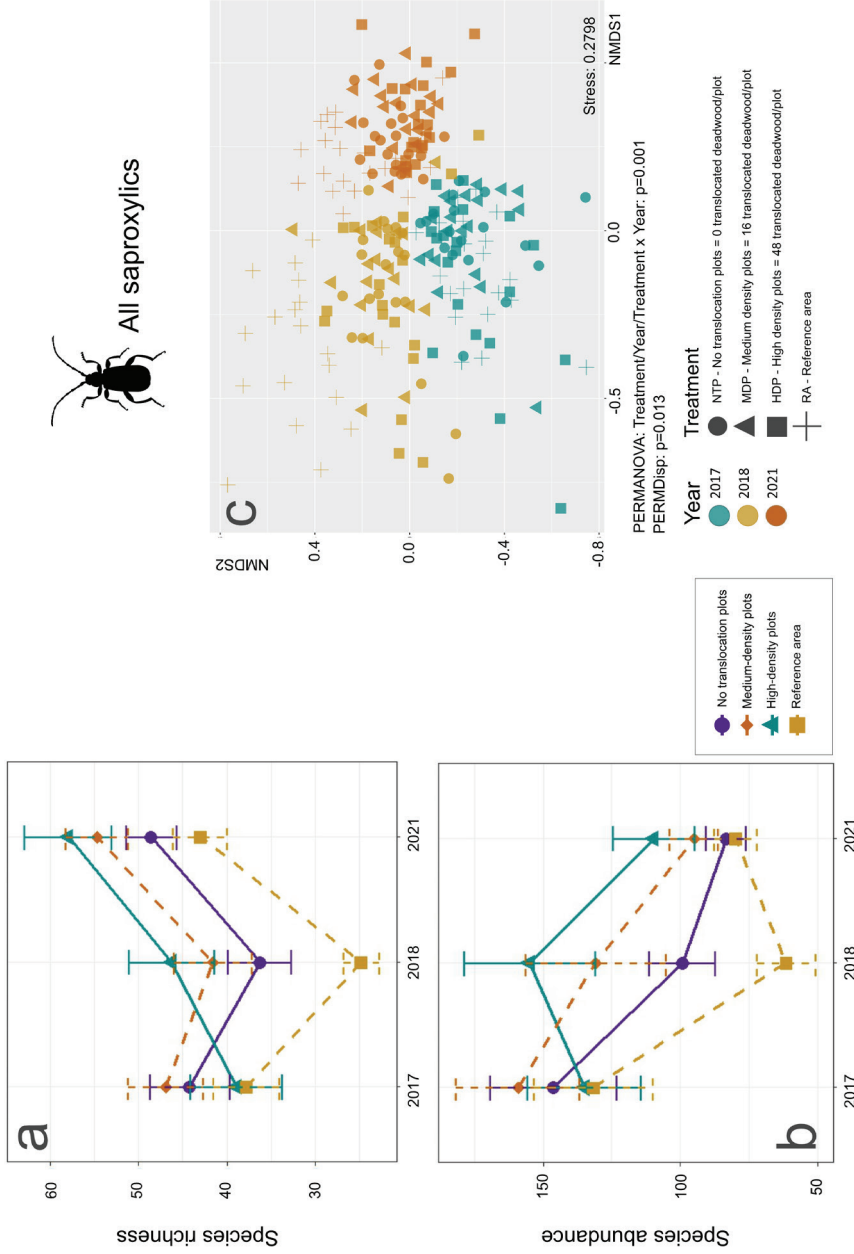 All saproxylics
a
Species richness
60
50
40
30
2017
2018
2021
b
Species abundance
150
100
50
2017
2018
2021
No translocation plots
Medium-density plots
High-density plots
Reference area
C
NMDS2
0.4
0.0
-0.4
-0.8
-0.5
0.0
NMDS1
Stress: 0.2798
PERMANOVA: Treatment/Year/Treatment x Year: p=0.001
PERMDisp: p=0.013
Year
2017
2018
2021
Treatment
NTP - No translocation plots = 0 translocated deadwood/plot
MDP - Medium density plots = 16 translocated deadwood/plot
HDP - High density plots = 48 translocated deadwood/plot
RA - Reference area